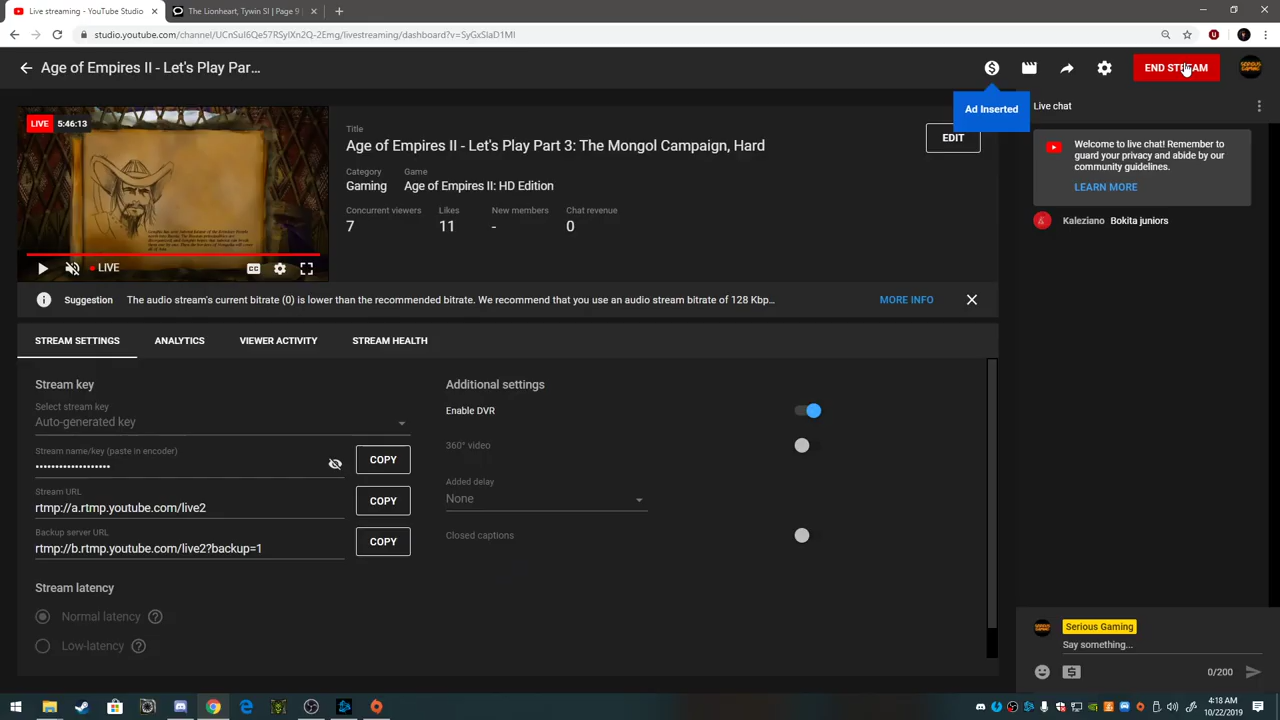 Live streaming - YouTube Studio
The Lionheart, Tywin SI | Page 9
studio.youtube.com/channel/UCnSuI6Qe57RSyIXn2Q-2Emg/livestreaming/dashboard?v=SyGxSlaD1MI
Age of Empires II - Let's Play Par...
END STREAM
Ad Inserted
Live chat
LIVE 5:46:13
Title
Age of Empires II - Let's Play Part 3: The Mongol Campaign, Hard
EDIT
Category Game
Gaming Age of Empires II: HD Edition
Concurrent viewers Likes New members Chat revenue
7 11 - 0
LIVE
Welcome to live chat! Remember to
guard your privacy and abide by our
community guidelines.
LEARN MORE
Kaleziano Bokita juniors
Suggestion The audio stream's current bitrate (0) is lower than the recommended bitrate. We recommend that you use an audio stream bitrate of 128 Kbp... MORE INFO
STREAM SETTINGS ANALYTICS VIEWER ACTIVITY STREAM HEALTH
Stream key
Select stream key
Auto-generated key
Stream name/key (paste in encoder)
•••••••••••••••••••• COPY
Stream URL
rtmp://a.rtmp.youtube.com/live2 COPY
Backup server URL
rtmp://b.rtmp.youtube.com/live2?backup=1 COPY
Stream latency
Normal latency
Low-latency
Additional settings
Enable DVR
360° video
Added delay
None
Closed captions
Serious Gaming
Say something...
0/200
4:18 AM
10/22/2019